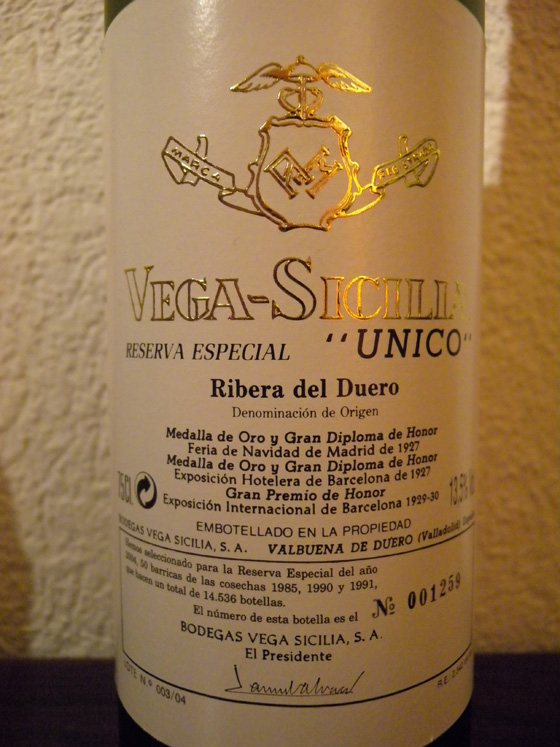 MARCA
VEGA-SICILIA
RESERVA ESPECIAL "UNICO"
Ribera del Duero
Denominación de Origen
Medalla de Oro y Gran Diploma de Honor
Feria de Navidad de Madrid de 1927
Medalla de Oro y Gran Diploma de Honor
Exposición Hotelera de Barcelona de 1927
Gran Premio de Honor
Exposición Internacional de Barcelona 1929-30
75Cl. 13,5%
EMBOTELLADO EN LA PROPIEDAD
BODEGAS VEGA SICILIA, S. A. VALBUENA DE DUERO (Valladolid)
Hemos seleccionado para la Reserva Especial del año
2004, 50 barricas de las cosechas 1985, 1990 y 1991,
que hacen un total de 14.536 botellas.
El número de esta botella es el Nº 001259
BODEGAS VEGA SICILIA, S. A.
El Presidente
LOTE N.º 003/04
R.E.